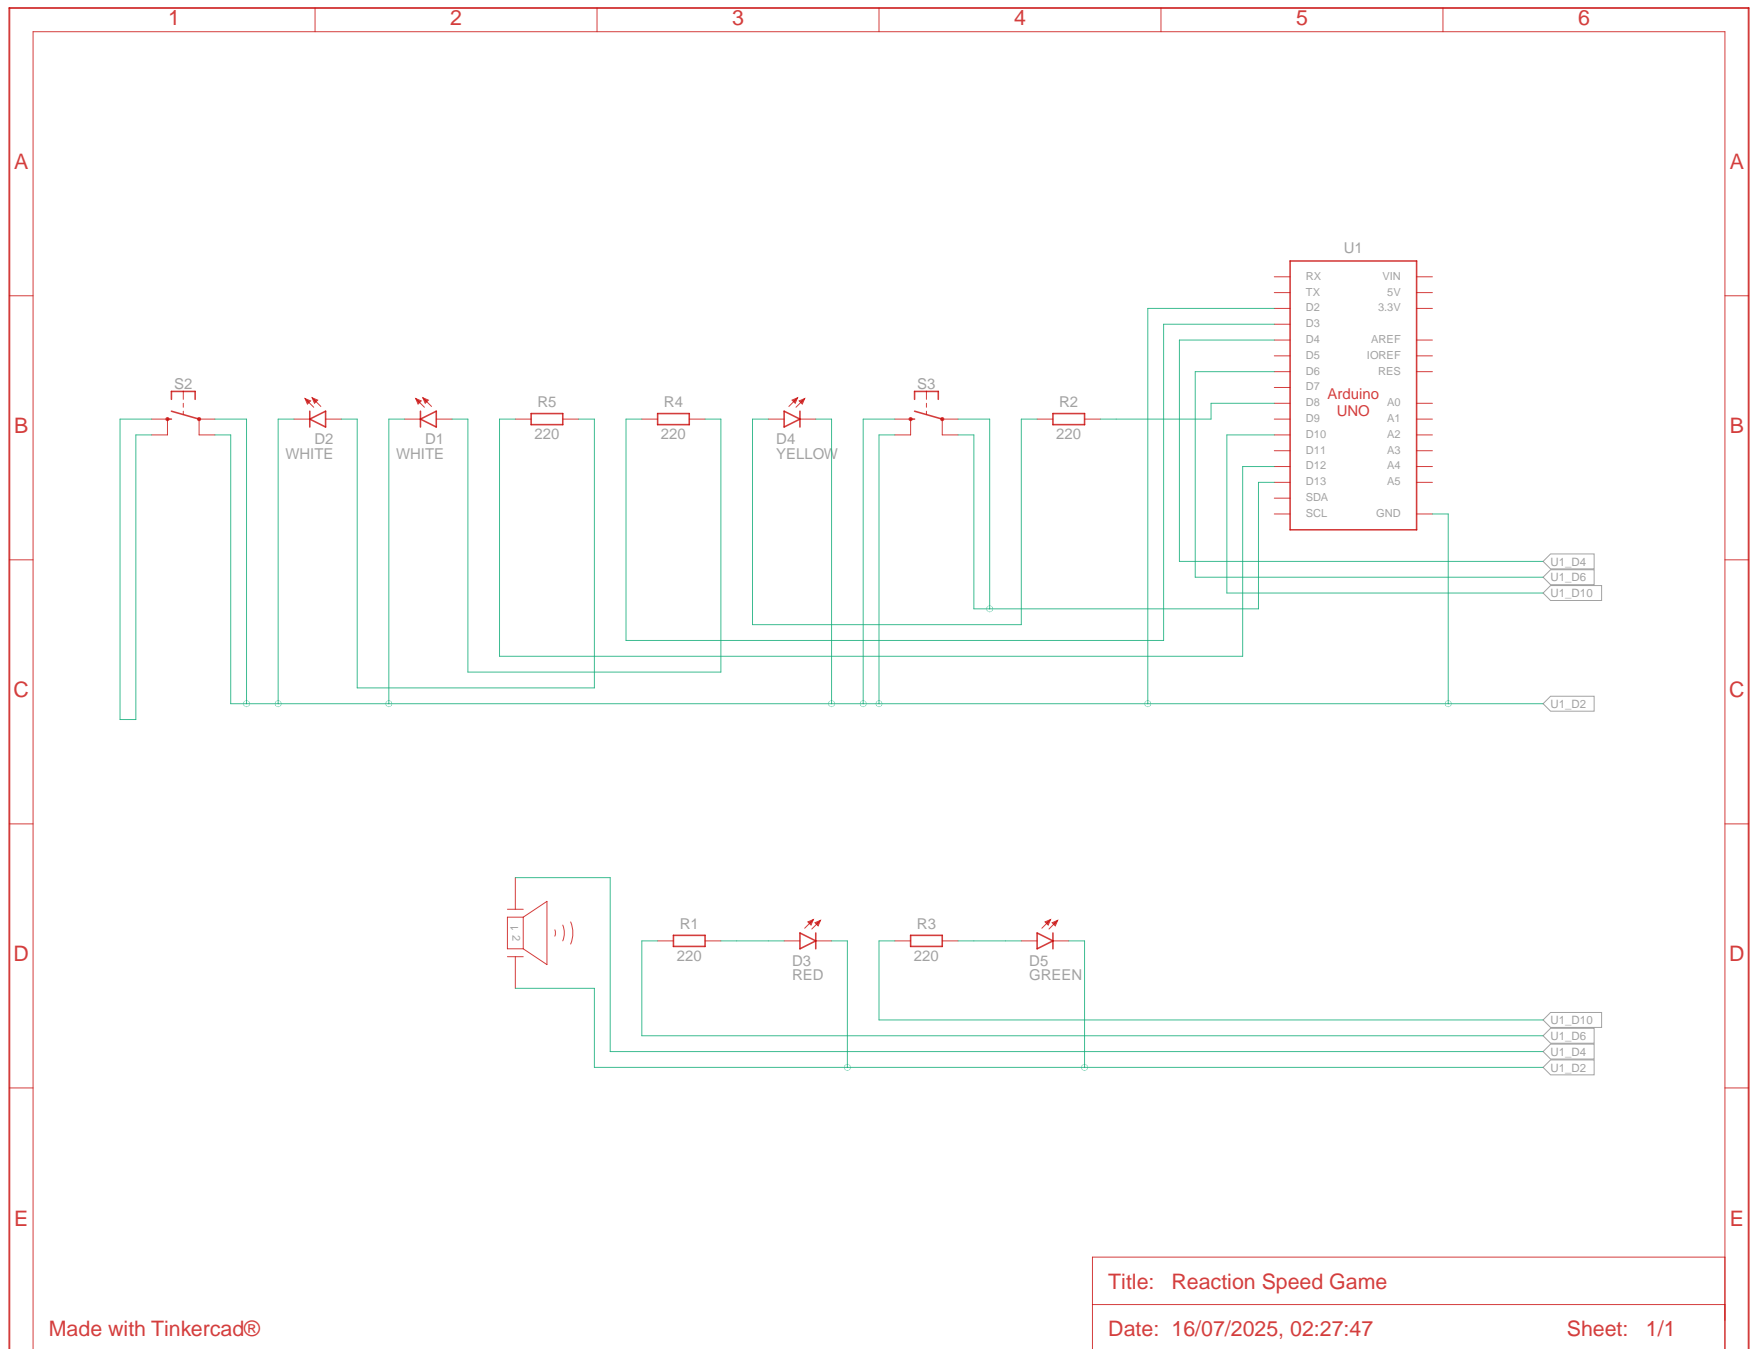 1 2 3 4 5 6
A A
U1
RX VIN
TX 5V
D2 3.3V
D3
D4 AREF
D5 IOREF
D6 RES
D7
Arduino
UNO
D8 A0
D9 A1
D10 A2
D11 A3
D12 A4
D13 A5
SDA
SCL GND
S2 R5 R4 S3 R2
B B
D2 D1 220 220 D4 220
WHITE WHITE YELLOW
U1_D4
U1_D6
U1_D10
C C
U1_D2
R1 R3
1 2
D D
220 D3 220 D5
RED GREEN
U1_D10
U1_D6
U1_D4
U1_D2
E E
Title: Reaction Speed Game
Made with Tinkercad®
Date: 16/07/2025, 02:27:47 Sheet: 1/1